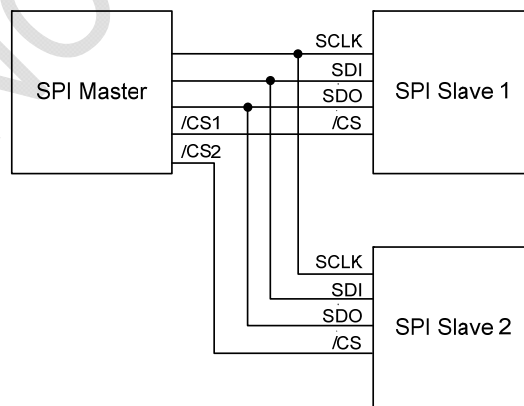 SPI Master
/CS1
/CS2
SCLK
SDI
SDO
/CS
SPI Slave 1
SCLK
SDI
SDO
/CS
SPI Slave 2